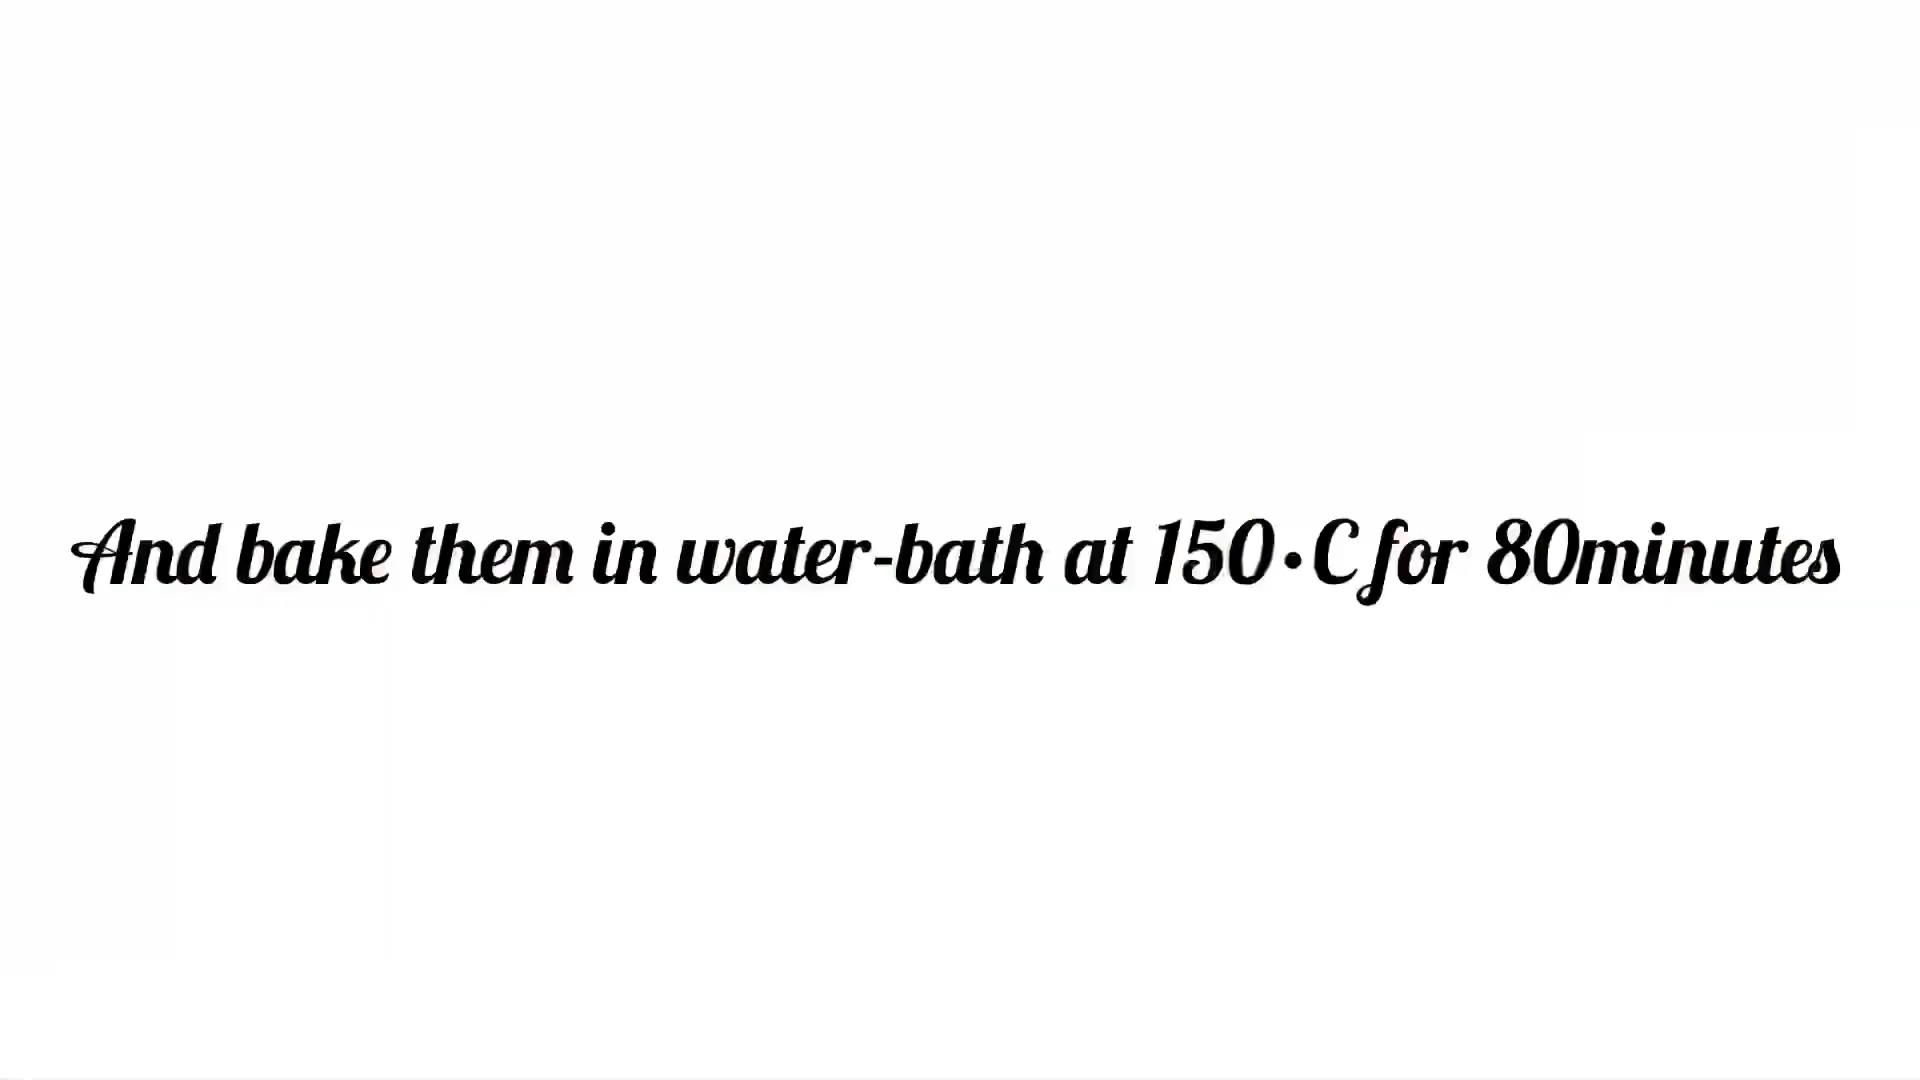 And bake them in water-bath at 150•C for 80minutes